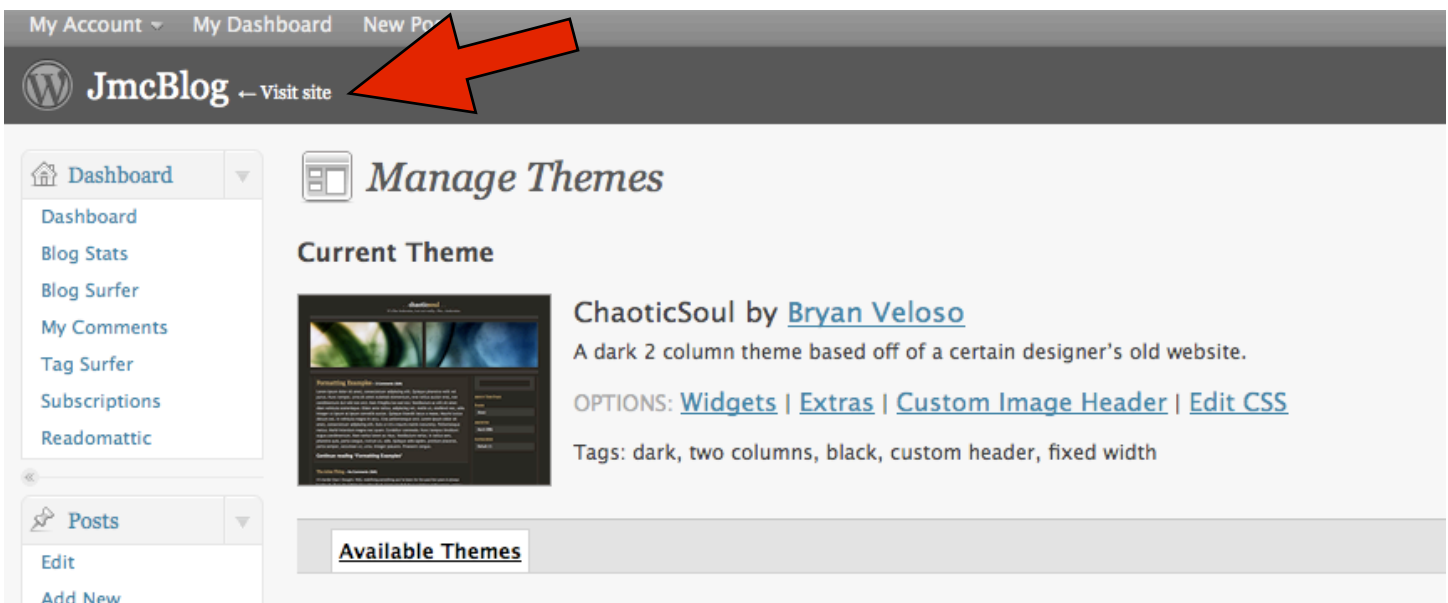 My Account My Dashboard New Po
JmcBlog ← Visit site
Dashboard
Dashboard
Blog Stats
Blog Surfer
My Comments
Tag Surfer
Subscriptions
Readomattic
Posts
Edit
Add New
Manage Themes
Current Theme
chaoticsoul
Formatting Examples
ChaoticSoul by Bryan Veloso
A dark 2 column theme based off of a certain designer's old website.
OPTIONS: Widgets | Extras | Custom Image Header | Edit CSS
Tags: dark, two columns, black, custom header, fixed width
Available Themes